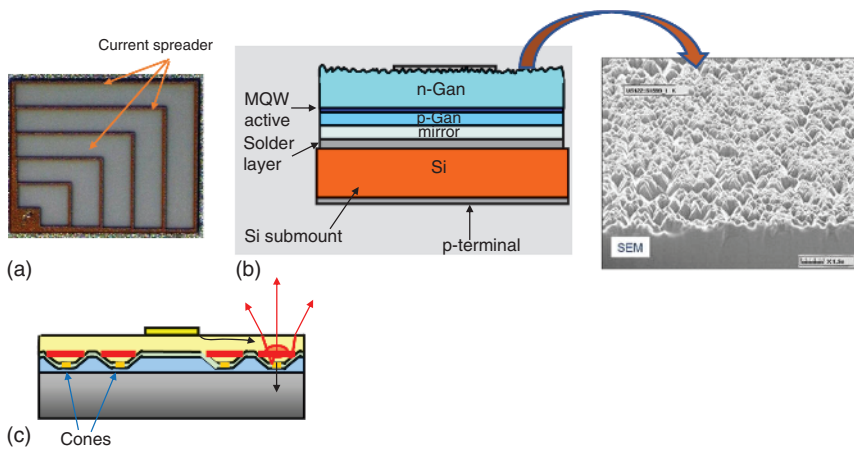 Current spreader
(a)
(b)
n-Gan
MQW
active
p-Gan
mirror
Solder
layer
Si
Si submount
p-terminal
SEM
(c)
Cones